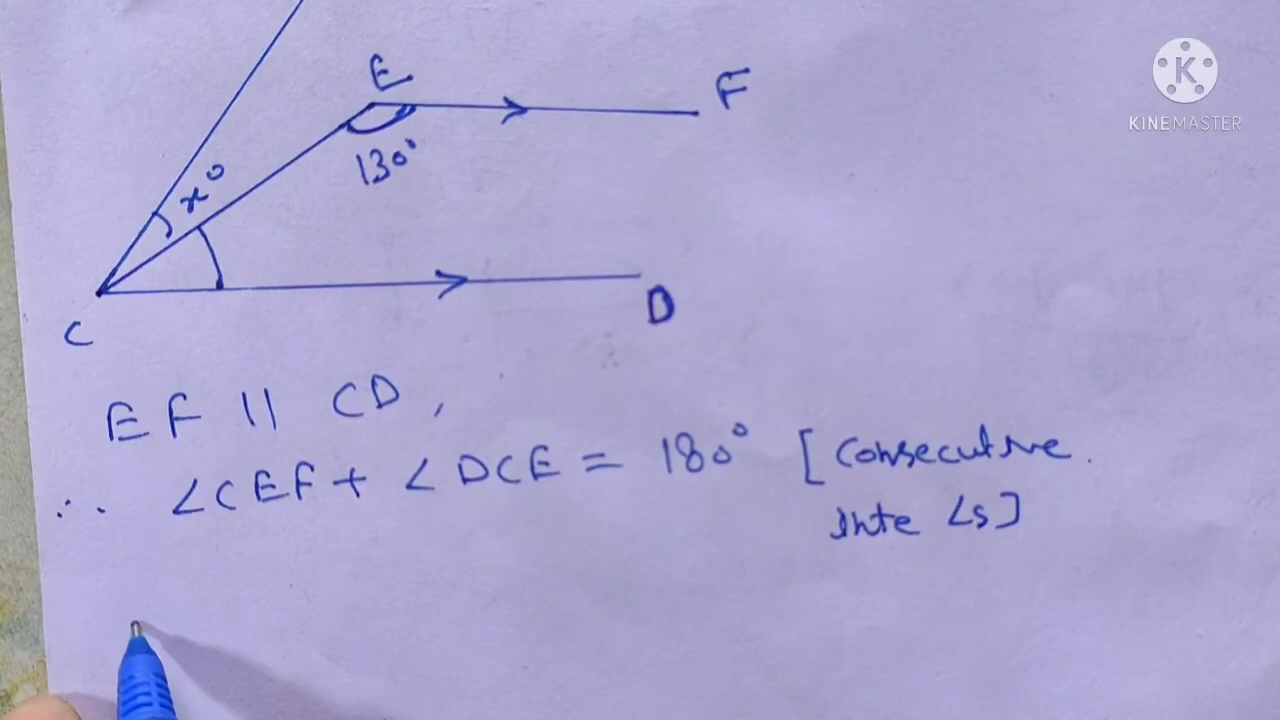 E
F
x°
130°
C
D
EF || CD,
∴ ∠CEF + ∠DCE = 180° [Consecutive
Inte ∠s]
K
KINEMASTER